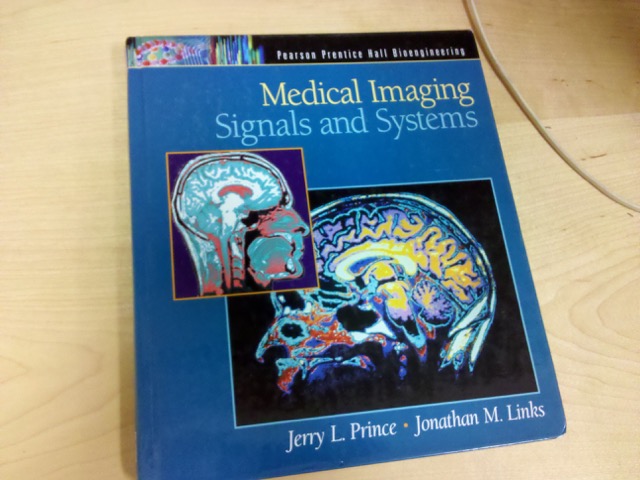 Pearson Prentice Hall Bioengineering
Medical Imaging
Signals and Systems
Jerry L. Prince • Jonathan M. Links